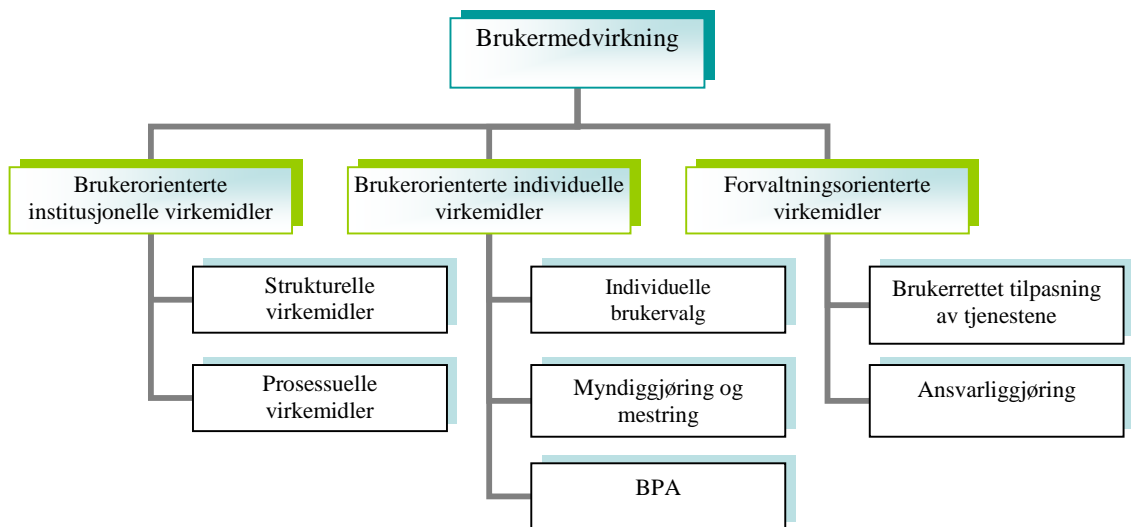 Brukermedvirkning
Brukerorienterte
institusjonelle virkemidler
Brukerorienterte individuelle
virkemidler
Forvaltningsorienterte
virkemidler
Strukturelle
virkemidler
Prosessuelle
virkemidler
Individuelle
brukervalg
Myndiggjøring og
mestring
BPA
Brukerrettet tilpasning
av tjenestene
Ansvarliggjøring